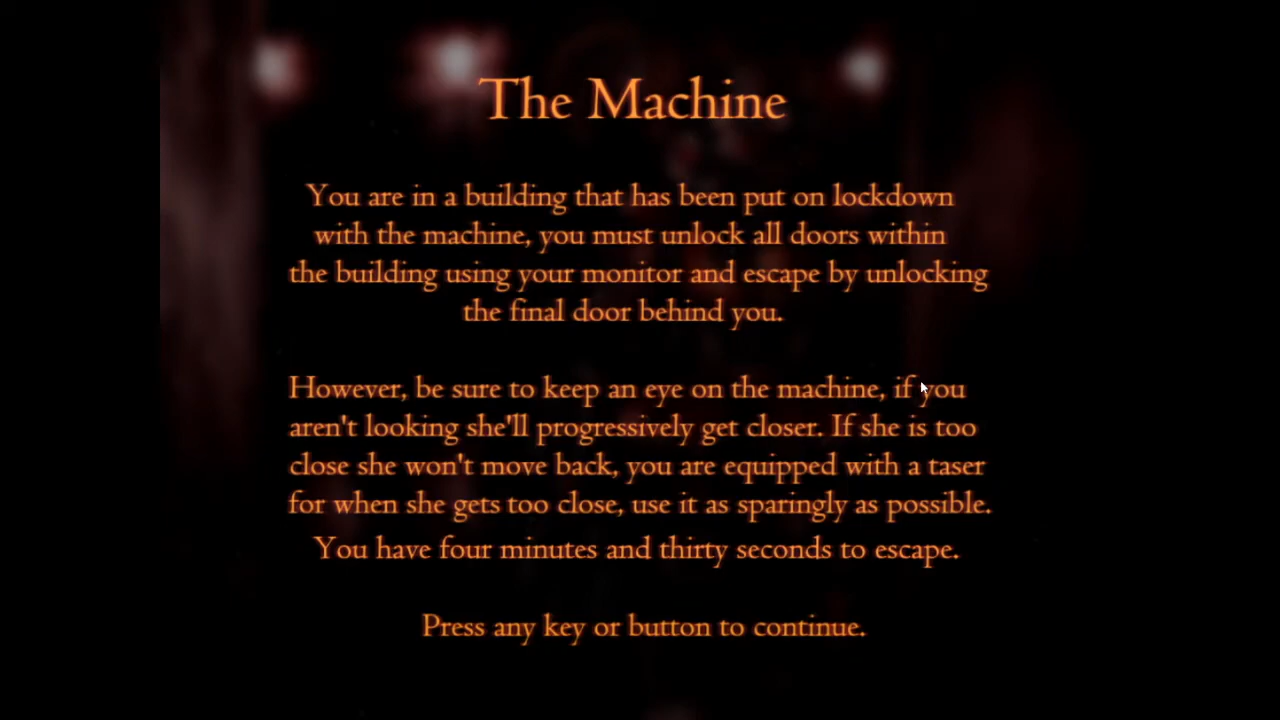 The Machine
You are in a building that has been put on lockdown
with the machine, you must unlock all doors within
the building using your monitor and escape by unlocking
the final door behind you.
However, be sure to keep an eye on the machine, if you
aren't looking she'll progressively get closer. If she is too
close she won't move back, you are equipped with a taser
for when she gets too close, use it as sparingly as possible.
You have four minutes and thirty seconds to escape.
Press any key or button to continue.